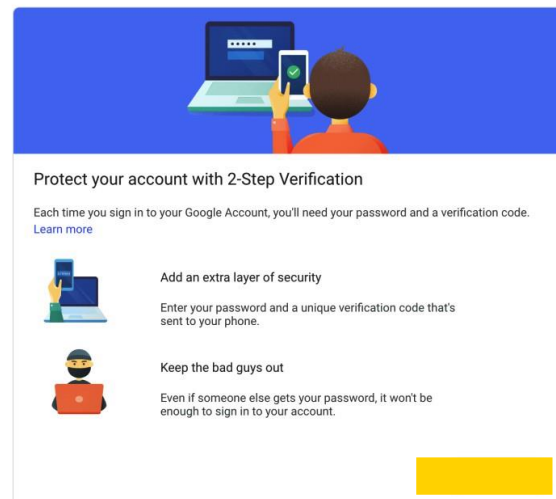 Protect your account with 2-Step Verification
Each time you sign in to your Google Account, you'll need your password and a verification code.
Learn more
Add an extra layer of security
Enter your password and a unique verification code that's
sent to your phone.
Keep the bad guys out
Even if someone else gets your password, it won't be
enough to sign in to your account.